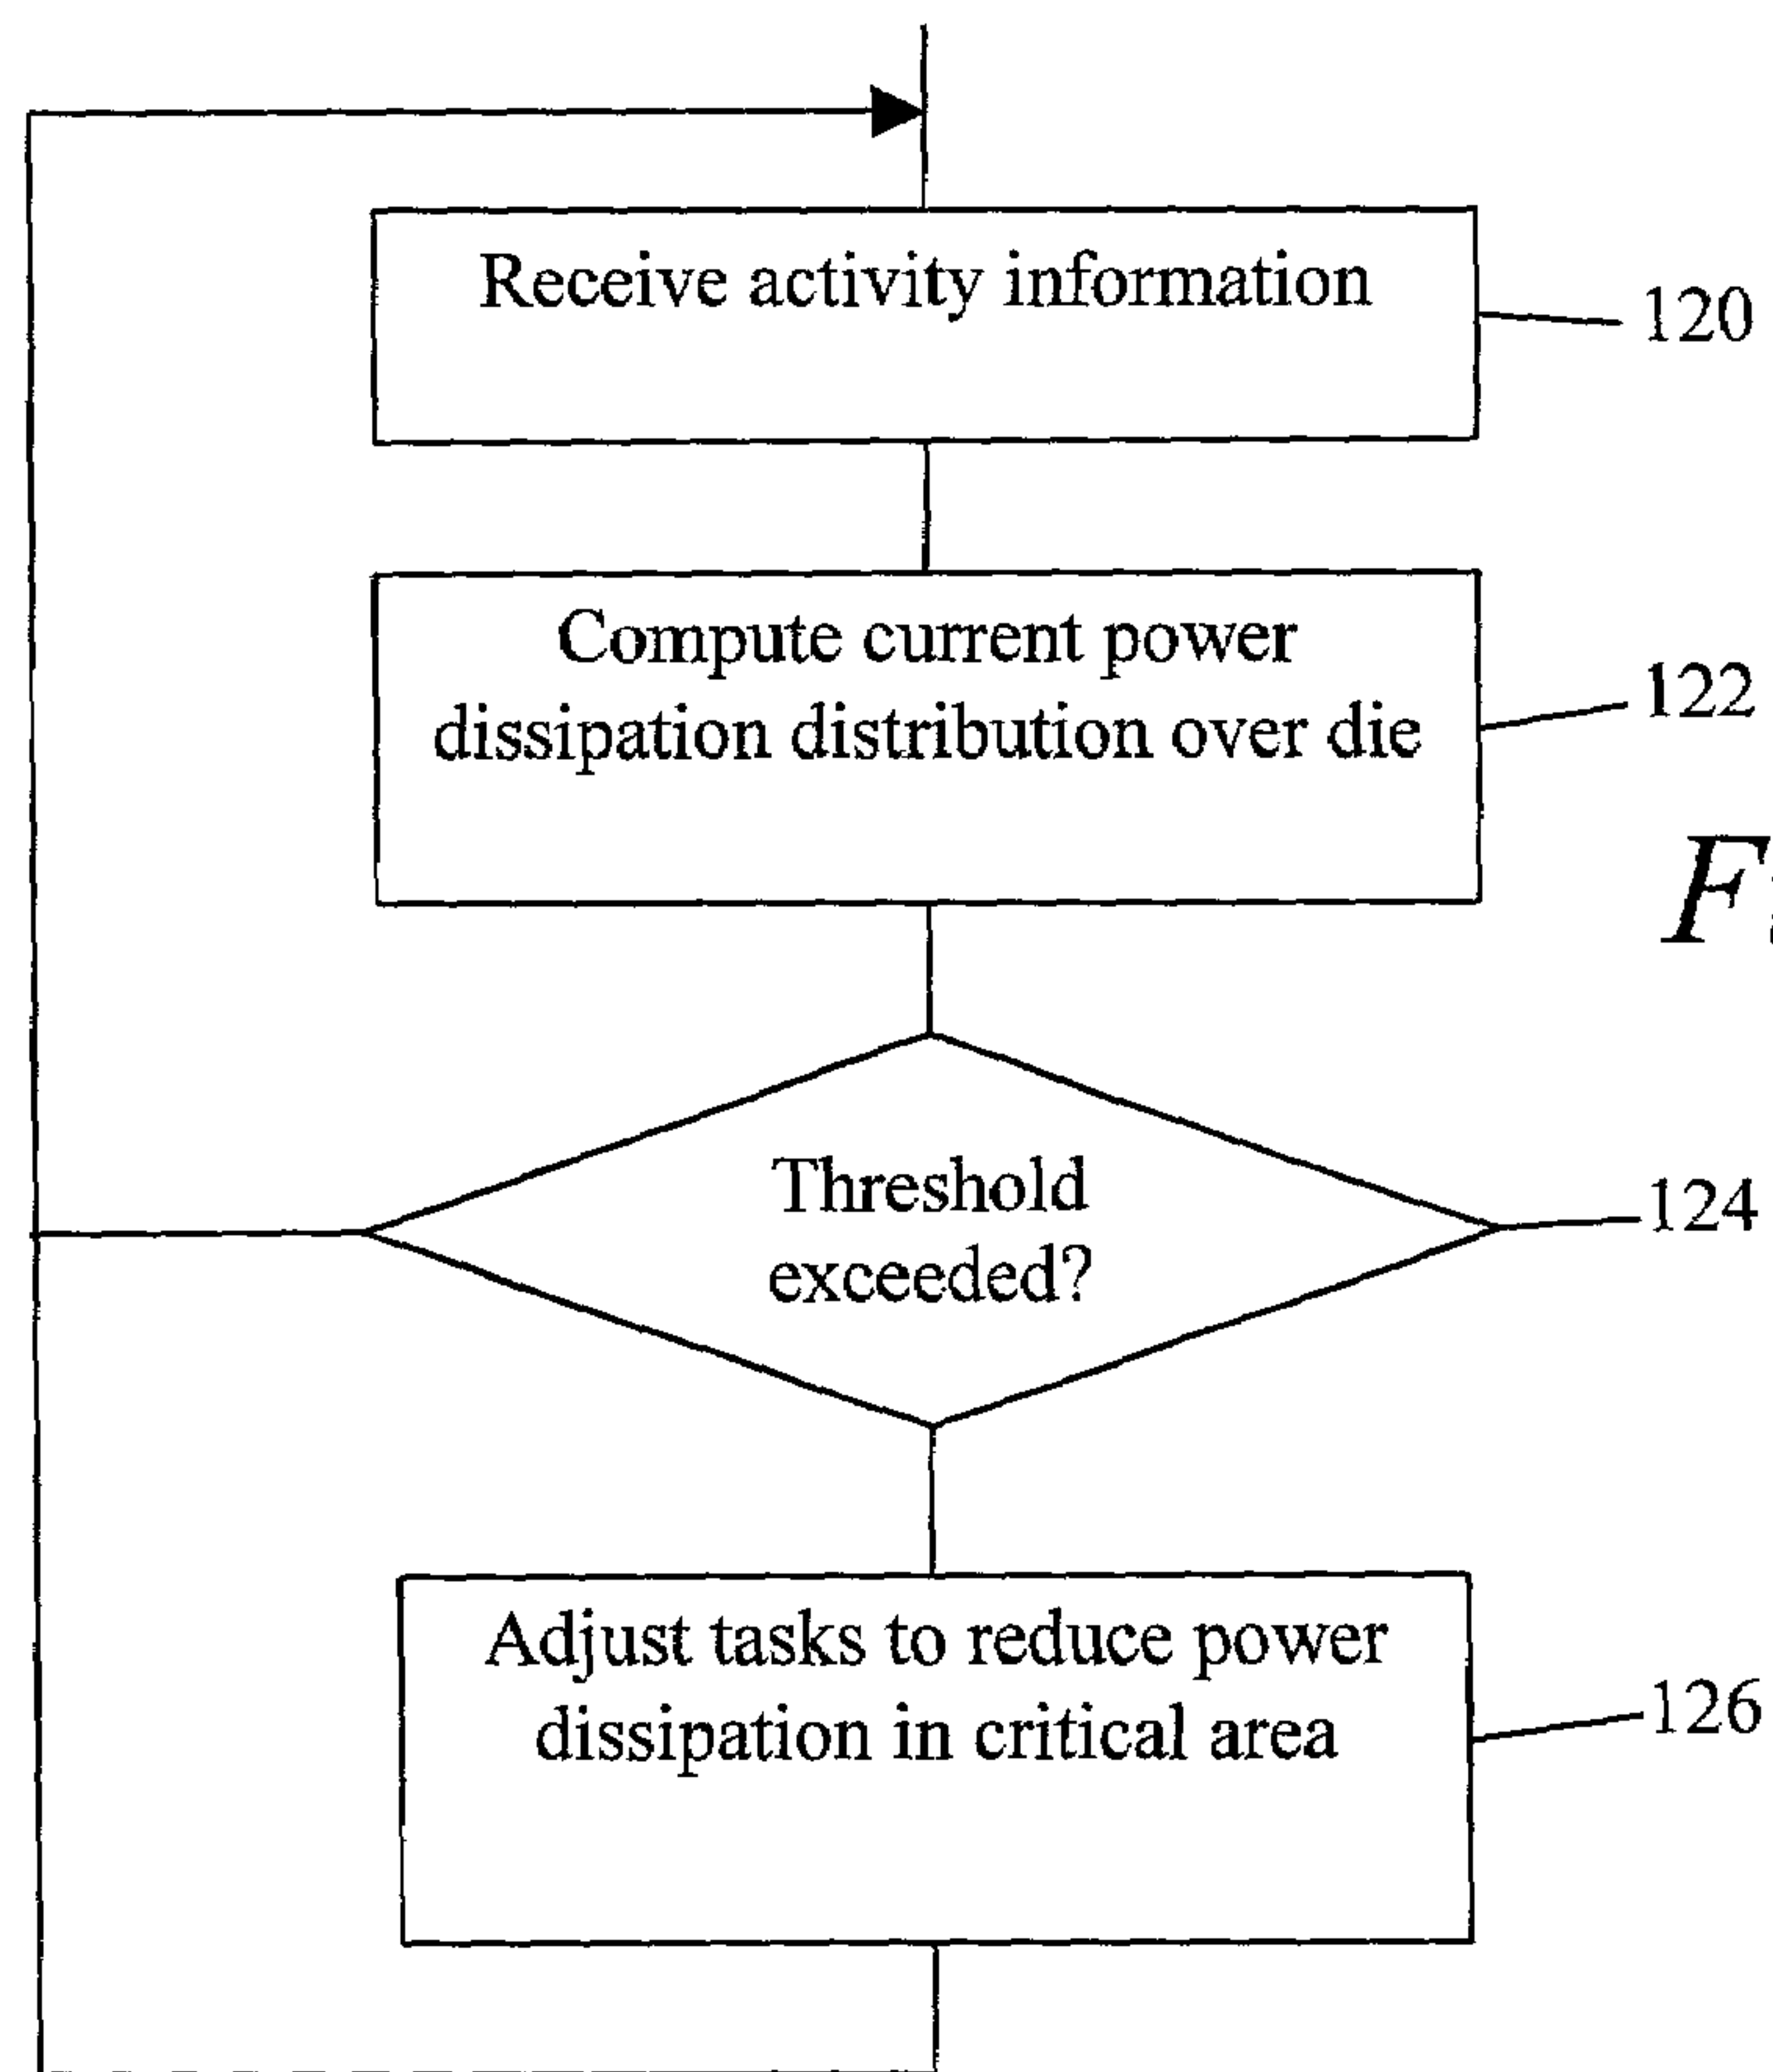 Receive activity information
120
Compute current power
dissipation distribution over die
122
Threshold
exceeded?
124
Adjust tasks to reduce power
dissipation in critical area
126